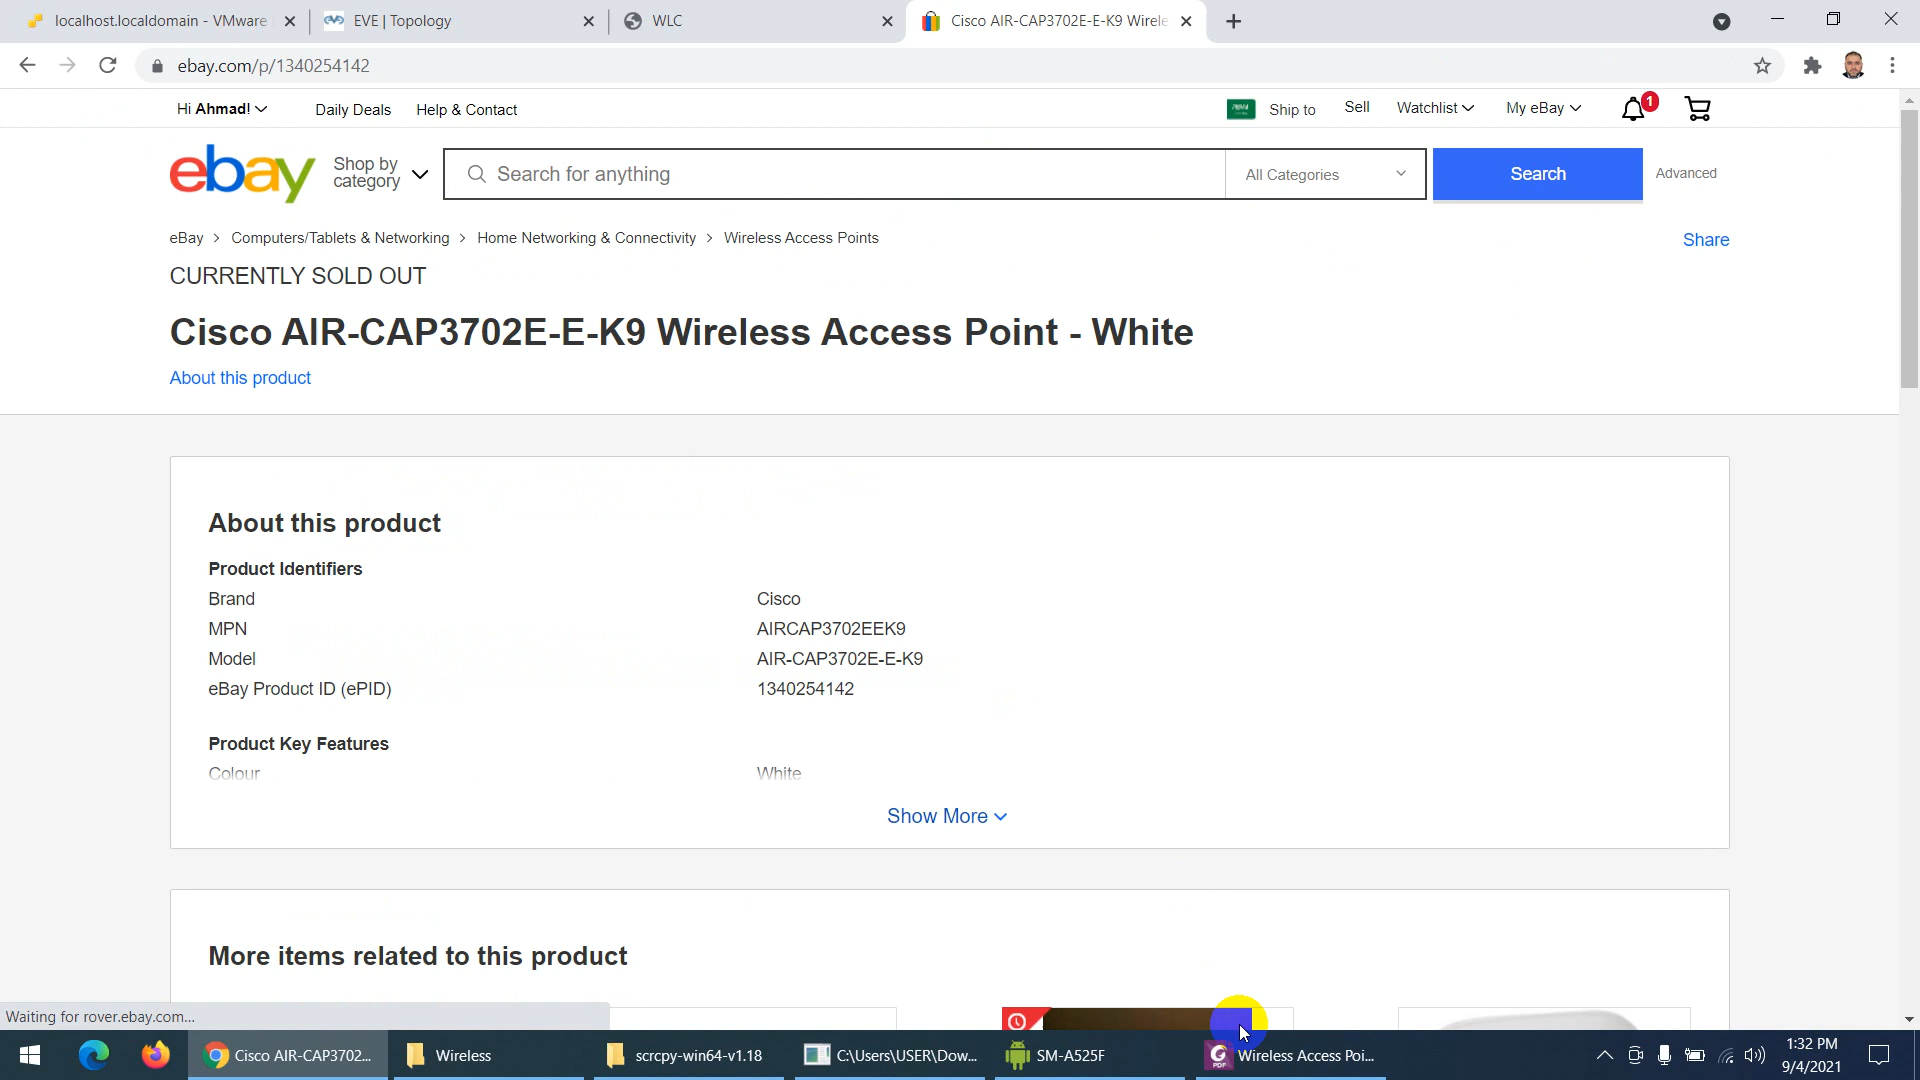 localhost.localdomain - VMware
EVE | Topology
WLC
Cisco AIR-CAP3702E-E-K9 Wirele
ebay.com/p/1340254142
Hi Ahmad!
Daily Deals
Help & Contact
Ship to
Sell
Watchlist
My eBay
1
ebay
Shop by
category
Search for anything
All Categories
Search
Advanced
eBay > Computers/Tablets & Networking > Home Networking & Connectivity > Wireless Access Points
Share
CURRENTLY SOLD OUT
Cisco AIR-CAP3702E-E-K9 Wireless Access Point - White
About this product
About this product
Product Identifiers
Brand Cisco
MPN AIRCAP3702EEK9
Model AIR-CAP3702E-E-K9
eBay Product ID (ePID) 1340254142
Product Key Features
Colour White
Show More
More items related to this product
Waiting for rover.ebay.com...
Cisco AIR-CAP3702...
Wireless
scrcpy-win64-v1.18
C:\Users\USER\Dow...
SM-A525F
PDF
Wireless Access Poi...
1:32 PM
9/4/2021